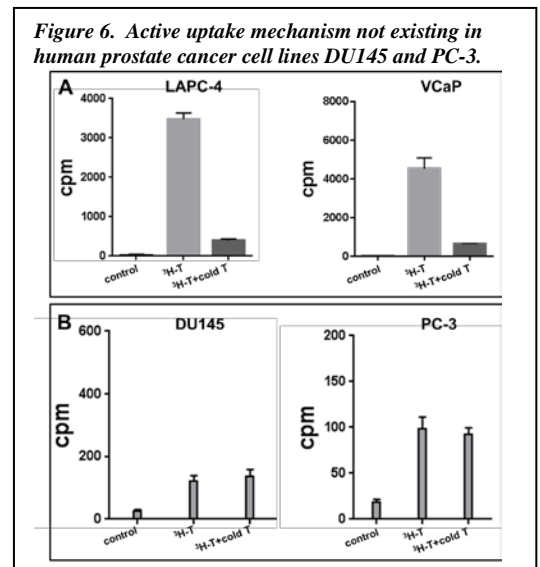 Figure 6. Active uptake mechanism not existing in
human prostate cancer cell lines DU145 and PC-3.
A
LAPC-4
cpm
4000
3000
2000
1000
0
control
³H-T
³H-T+cold T
VCaP
cpm
8000
6000
4000
2000
0
control
³H-T
³H-T+cold T
B
DU145
cpm
600
400
200
0
control
³H-T
³H-T+cold T
PC-3
cpm
200
150
100
50
0
control
³H-T
³H-T+cold T